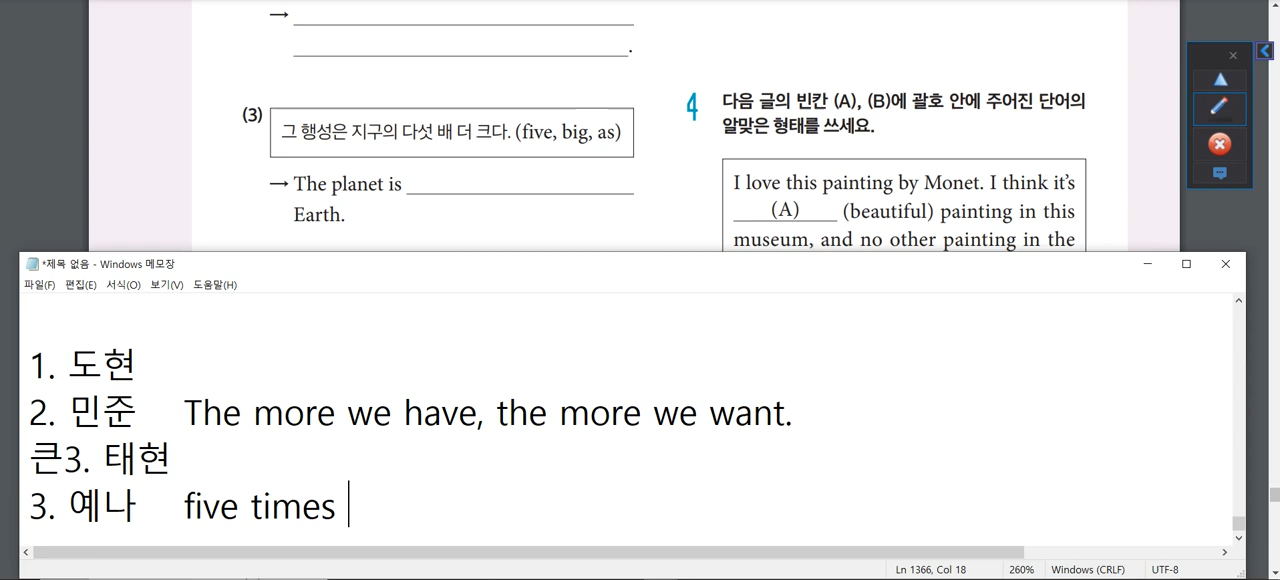 →
.
(3) 그 행성은 지구의 다섯 배 더 크다. (five, big, as)
→ The planet is
Earth.
4 다음 글의 빈칸 (A), (B)에 괄호 안에 주어진 단어의
알맞은 형태를 쓰세요.
I love this painting by Monet. I think it's
(A) (beautiful) painting in this
museum, and no other painting in the
*제목 없음 - Windows 메모장
파일(F) 편집(E) 서식(O) 보기(V) 도움말(H)
1. 도현
2. 민준 The more we have, the more we want.
큰3. 태현
3. 예나 five times
Ln 1366, Col 18 260% Windows (CRLF) UTF-8